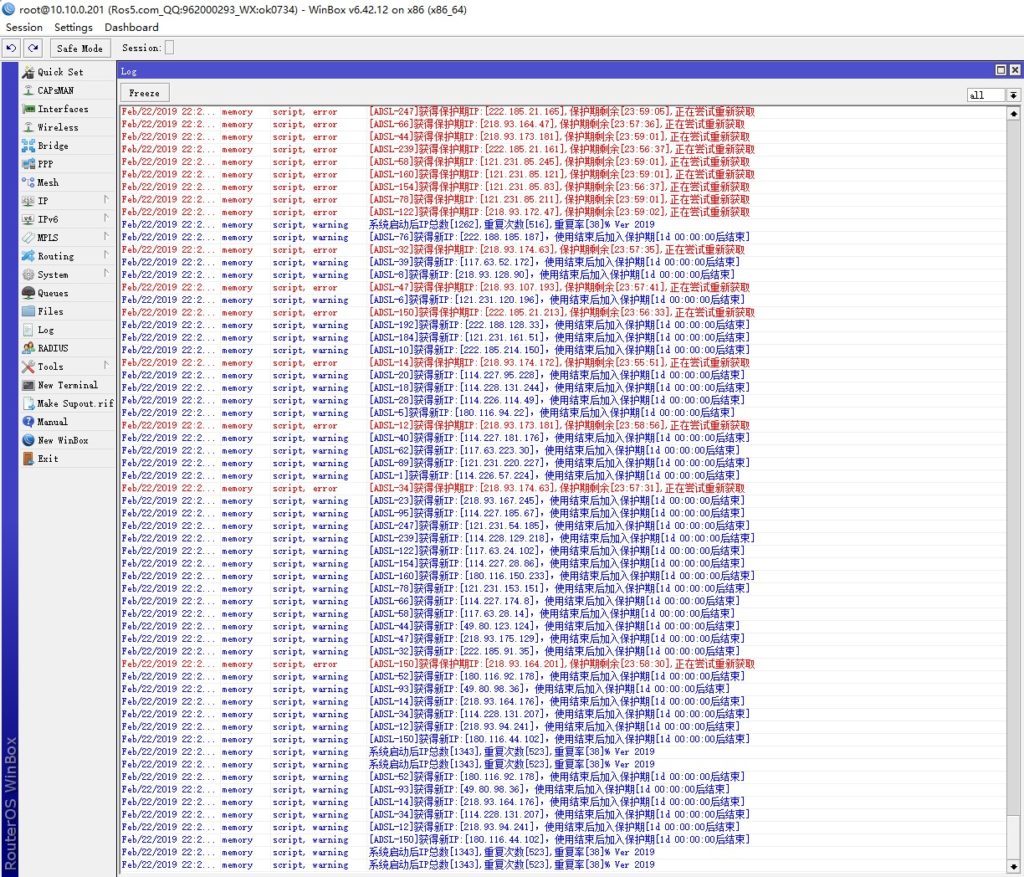 root@10.10.0.201 (Ros5.com_QQ:962000293_WX:ok0734) - WinBox v6.42.12 on x86 (x86_64)
Session Settings Dashboard
Safe Mode Session:
Quick Set
CAPsMAN
Interfaces
Wireless
Bridge
PPP
Mesh
IP
IPv6
MPLS
Routing
System
Queues
Files
Log
RADIUS
Tools
New Terminal
Make Supout.rif
Manual
New WinBox
Exit
RouterOS WinBox
Log
Freeze
all
Feb/22/2019 22:2... memory script, error [ADSL-247]获得保护期IP:[222.185.21.165],保护期剩余[23:59:05],正在尝试重新获取
Feb/22/2019 22:2... memory script, error [ADSL-66]获得保护期IP:[218.93.164.47],保护期剩余[23:57:36],正在尝试重新获取
Feb/22/2019 22:2... memory script, error [ADSL-44]获得保护期IP:[218.93.173.181],保护期剩余[23:59:01],正在尝试重新获取
Feb/22/2019 22:2... memory script, error [ADSL-239]获得保护期IP:[222.185.21.161],保护期剩余[23:56:37],正在尝试重新获取
Feb/22/2019 22:2... memory script, error [ADSL-58]获得保护期IP:[121.231.85.245],保护期剩余[23:59:01],正在尝试重新获取
Feb/22/2019 22:2... memory script, error [ADSL-160]获得保护期IP:[121.231.85.121],保护期剩余[23:59:01],正在尝试重新获取
Feb/22/2019 22:2... memory script, error [ADSL-154]获得保护期IP:[121.231.85.83],保护期剩余[23:56:37],正在尝试重新获取
Feb/22/2019 22:2... memory script, error [ADSL-78]获得保护期IP:[121.231.85.211],保护期剩余[23:59:01],正在尝试重新获取
Feb/22/2019 22:2... memory script, error [ADSL-122]获得保护期IP:[218.93.172.47],保护期剩余[23:59:02],正在尝试重新获取
Feb/22/2019 22:2... memory script, warning 系统启动后IP总数[1262],重复次数[516],重复率[38]% Ver 2019
Feb/22/2019 22:2... memory script, warning [ADSL-76]获得新IP:[222.188.185.187], 使用结束后加入保护期[1d 00:00:00后结束]
Feb/22/2019 22:2... memory script, error [ADSL-32]获得保护期IP:[218.93.174.63],保护期剩余[23:57:35],正在尝试重新获取
Feb/22/2019 22:2... memory script, warning [ADSL-39]获得新IP:[117.63.52.172], 使用结束后加入保护期[1d 00:00:00后结束]
Feb/22/2019 22:2... memory script, warning [ADSL-8]获得新IP:[218.93.128.90], 使用结束后加入保护期[1d 00:00:00后结束]
Feb/22/2019 22:2... memory script, error [ADSL-47]获得保护期IP:[218.93.107.193],保护期剩余[23:57:41],正在尝试重新获取
Feb/22/2019 22:2... memory script, warning [ADSL-6]获得新IP:[121.231.120.196], 使用结束后加入保护期[1d 00:00:00后结束]
Feb/22/2019 22:2... memory script, error [ADSL-150]获得保护期IP:[222.185.21.213],保护期剩余[23:56:33],正在尝试重新获取
Feb/22/2019 22:2... memory script, warning [ADSL-192]获得新IP:[222.188.128.33], 使用结束后加入保护期[1d 00:00:00后结束]
Feb/22/2019 22:2... memory script, warning [ADSL-184]获得新IP:[121.231.161.51], 使用结束后加入保护期[1d 00:00:00后结束]
Feb/22/2019 22:2... memory script, warning [ADSL-10]获得新IP:[222.185.214.150], 使用结束后加入保护期[1d 00:00:00后结束]
Feb/22/2019 22:2... memory script, error [ADSL-14]获得保护期IP:[218.93.174.172],保护期剩余[23:55:51],正在尝试重新获取
Feb/22/2019 22:2... memory script, warning [ADSL-20]获得新IP:[114.227.95.228], 使用结束后加入保护期[1d 00:00:00后结束]
Feb/22/2019 22:2... memory script, warning [ADSL-18]获得新IP:[114.228.131.244], 使用结束后加入保护期[1d 00:00:00后结束]
Feb/22/2019 22:2... memory script, warning [ADSL-28]获得新IP:[114.226.114.49], 使用结束后加入保护期[1d 00:00:00后结束]
Feb/22/2019 22:2... memory script, warning [ADSL-5]获得新IP:[180.116.94.22], 使用结束后加入保护期[1d 00:00:00后结束]
Feb/22/2019 22:2... memory script, error [ADSL-12]获得保护期IP:[218.93.173.181],保护期剩余[23:58:56],正在尝试重新获取
Feb/22/2019 22:2... memory script, warning [ADSL-40]获得新IP:[114.227.181.176], 使用结束后加入保护期[1d 00:00:00后结束]
Feb/22/2019 22:2... memory script, warning [ADSL-62]获得新IP:[117.63.223.30], 使用结束后加入保护期[1d 00:00:00后结束]
Feb/22/2019 22:2... memory script, warning [ADSL-89]获得新IP:[121.231.220.227], 使用结束后加入保护期[1d 00:00:00后结束]
Feb/22/2019 22:2... memory script, warning [ADSL-1]获得新IP:[114.226.57.224], 使用结束后加入保护期[1d 00:00:00后结束]
Feb/22/2019 22:2... memory script, error [ADSL-34]获得保护期IP:[218.93.174.63],保护期剩余[23:57:31],正在尝试重新获取
Feb/22/2019 22:2... memory script, warning [ADSL-23]获得新IP:[218.93.167.245], 使用结束后加入保护期[1d 00:00:00后结束]
Feb/22/2019 22:2... memory script, warning [ADSL-95]获得新IP:[114.227.185.67], 使用结束后加入保护期[1d 00:00:00后结束]
Feb/22/2019 22:2... memory script, warning [ADSL-247]获得新IP:[121.231.54.185], 使用结束后加入保护期[1d 00:00:00后结束]
Feb/22/2019 22:2... memory script, warning [ADSL-239]获得新IP:[114.228.129.218], 使用结束后加入保护期[1d 00:00:00后结束]
Feb/22/2019 22:2... memory script, warning [ADSL-122]获得新IP:[117.63.24.102], 使用结束后加入保护期[1d 00:00:00后结束]
Feb/22/2019 22:2... memory script, warning [ADSL-154]获得新IP:[114.227.28.86], 使用结束后加入保护期[1d 00:00:00后结束]
Feb/22/2019 22:2... memory script, warning [ADSL-160]获得新IP:[180.116.150.233], 使用结束后加入保护期[1d 00:00:00后结束]
Feb/22/2019 22:2... memory script, warning [ADSL-78]获得新IP:[121.231.153.151], 使用结束后加入保护期[1d 00:00:00后结束]
Feb/22/2019 22:2... memory script, warning [ADSL-66]获得新IP:[114.227.174.8], 使用结束后加入保护期[1d 00:00:00后结束]
Feb/22/2019 22:2... memory script, warning [ADSL-58]获得新IP:[117.63.28.14], 使用结束后加入保护期[1d 00:00:00后结束]
Feb/22/2019 22:2... memory script, warning [ADSL-44]获得新IP:[49.80.123.124], 使用结束后加入保护期[1d 00:00:00后结束]
Feb/22/2019 22:2... memory script, warning [ADSL-47]获得新IP:[218.93.175.129], 使用结束后加入保护期[1d 00:00:00后结束]
Feb/22/2019 22:2... memory script, warning [ADSL-32]获得新IP:[222.185.91.35], 使用结束后加入保护期[1d 00:00:00后结束]
Feb/22/2019 22:2... memory script, error [ADSL-150]获得保护期IP:[218.93.164.201],保护期剩余[23:58:30],正在尝试重新获取
Feb/22/2019 22:2... memory script, warning [ADSL-52]获得新IP:[180.116.92.178], 使用结束后加入保护期[1d 00:00:00后结束]
Feb/22/2019 22:2... memory script, warning [ADSL-93]获得新IP:[49.80.98.36], 使用结束后加入保护期[1d 00:00:00后结束]
Feb/22/2019 22:2... memory script, warning [ADSL-14]获得新IP:[218.93.164.176], 使用结束后加入保护期[1d 00:00:00后结束]
Feb/22/2019 22:2... memory script, warning [ADSL-34]获得新IP:[114.228.131.207], 使用结束后加入保护期[1d 00:00:00后结束]
Feb/22/2019 22:2... memory script, warning [ADSL-12]获得新IP:[218.93.94.241], 使用结束后加入保护期[1d 00:00:00后结束]
Feb/22/2019 22:2... memory script, warning [ADSL-150]获得新IP:[180.116.44.102], 使用结束后加入保护期[1d 00:00:00后结束]
Feb/22/2019 22:2... memory script, warning 系统启动后IP总数[1343],重复次数[523],重复率[38]% Ver 2019
Feb/22/2019 22:2... memory script, warning 系统启动后IP总数[1343],重复次数[523],重复率[38]% Ver 2019
Feb/22/2019 22:2... memory script, warning [ADSL-52]获得新IP:[180.116.92.178], 使用结束后加入保护期[1d 00:00:00后结束]
Feb/22/2019 22:2... memory script, warning [ADSL-93]获得新IP:[49.80.98.36], 使用结束后加入保护期[1d 00:00:00后结束]
Feb/22/2019 22:2... memory script, warning [ADSL-14]获得新IP:[218.93.164.176], 使用结束后加入保护期[1d 00:00:00后结束]
Feb/22/2019 22:2... memory script, warning [ADSL-34]获得新IP:[114.228.131.207], 使用结束后加入保护期[1d 00:00:00后结束]
Feb/22/2019 22:2... memory script, warning [ADSL-12]获得新IP:[218.93.94.241], 使用结束后加入保护期[1d 00:00:00后结束]
Feb/22/2019 22:2... memory script, warning [ADSL-150]获得新IP:[180.116.44.102], 使用结束后加入保护期[1d 00:00:00后结束]
Feb/22/2019 22:2... memory script, warning 系统启动后IP总数[1343],重复次数[523],重复率[38]% Ver 2019
Feb/22/2019 22:2... memory script, warning 系统启动后IP总数[1343],重复次数[523],重复率[38]% Ver 2019